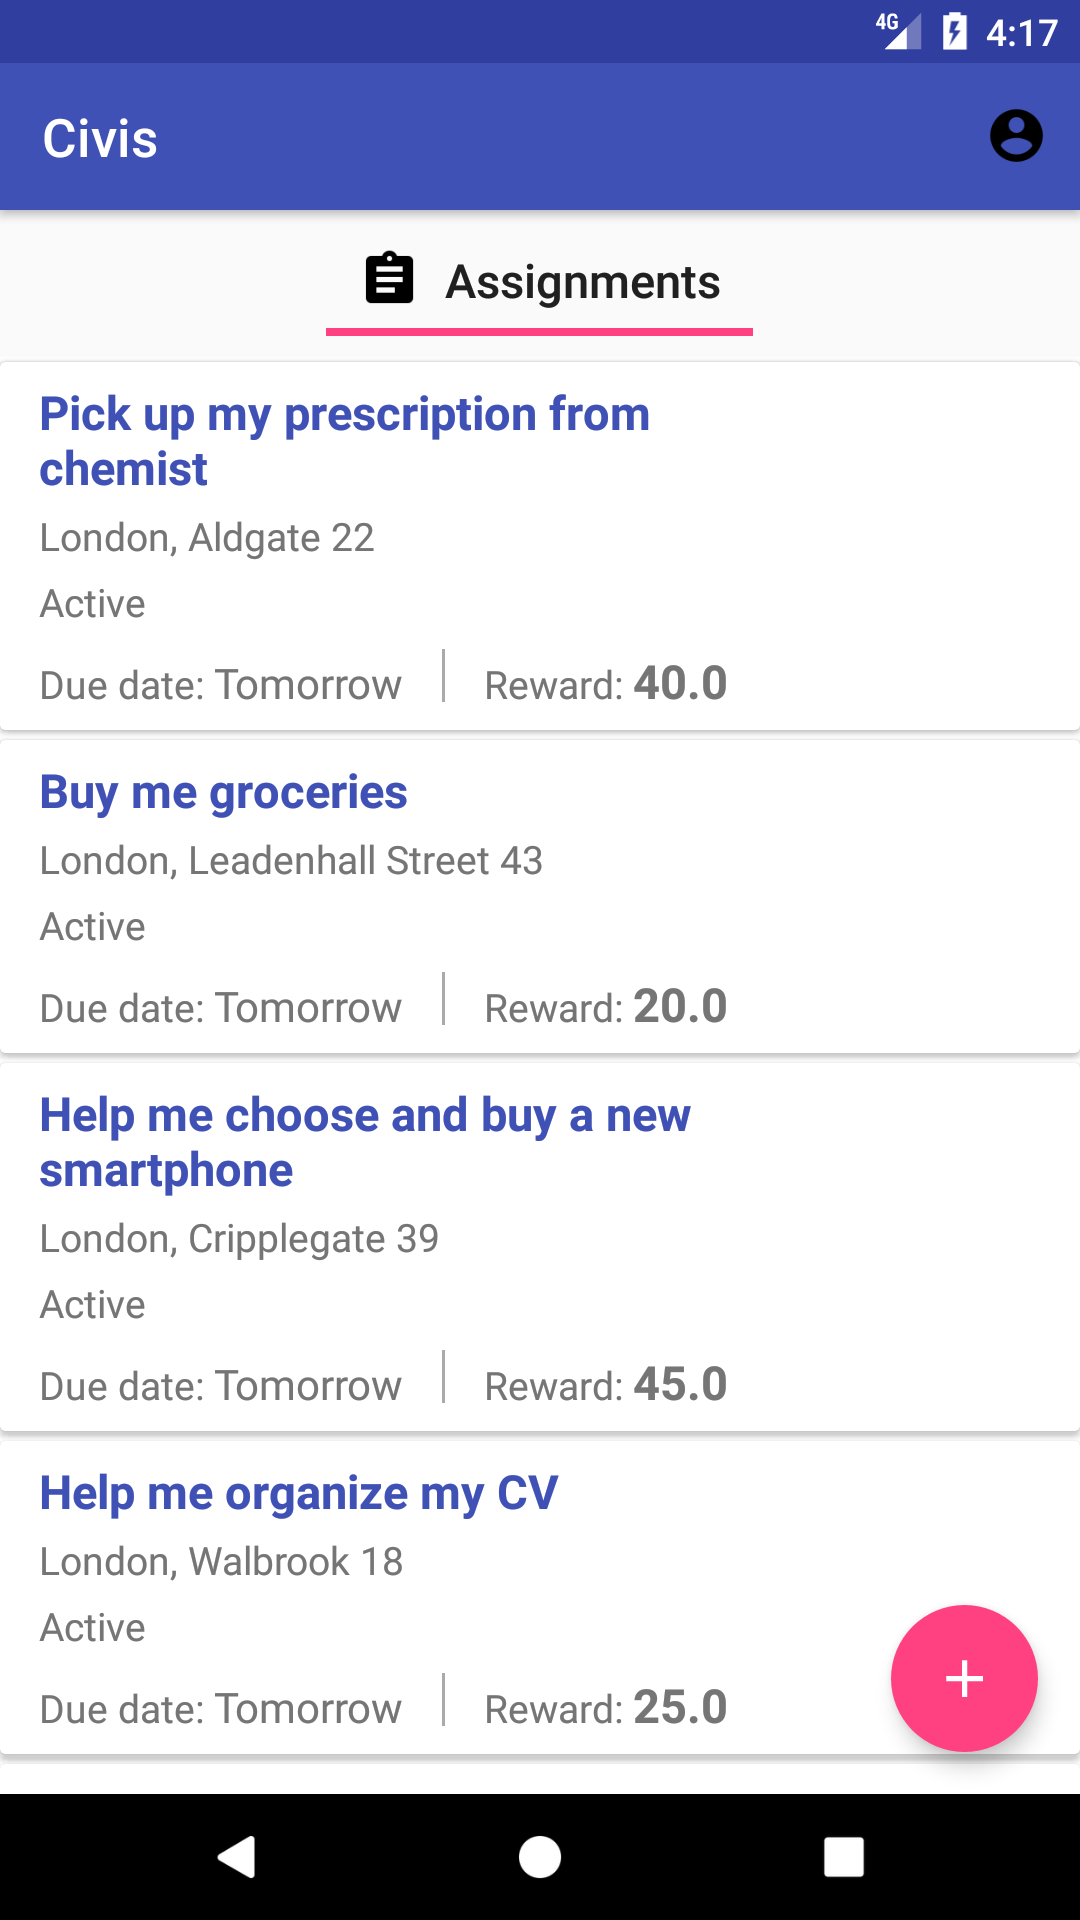 4G 4:17
Civis
Assignments
Pick up my prescription from
chemist
London, Aldgate 22
Active
Due date: Tomorrow Reward: 40.0
Buy me groceries
London, Leadenhall Street 43
Active
Due date: Tomorrow Reward: 20.0
Help me choose and buy a new
smartphone
London, Cripplegate 39
Active
Due date: Tomorrow Reward: 45.0
Help me organize my CV
London, Walbrook 18
Active
Due date: Tomorrow Reward: 25.0